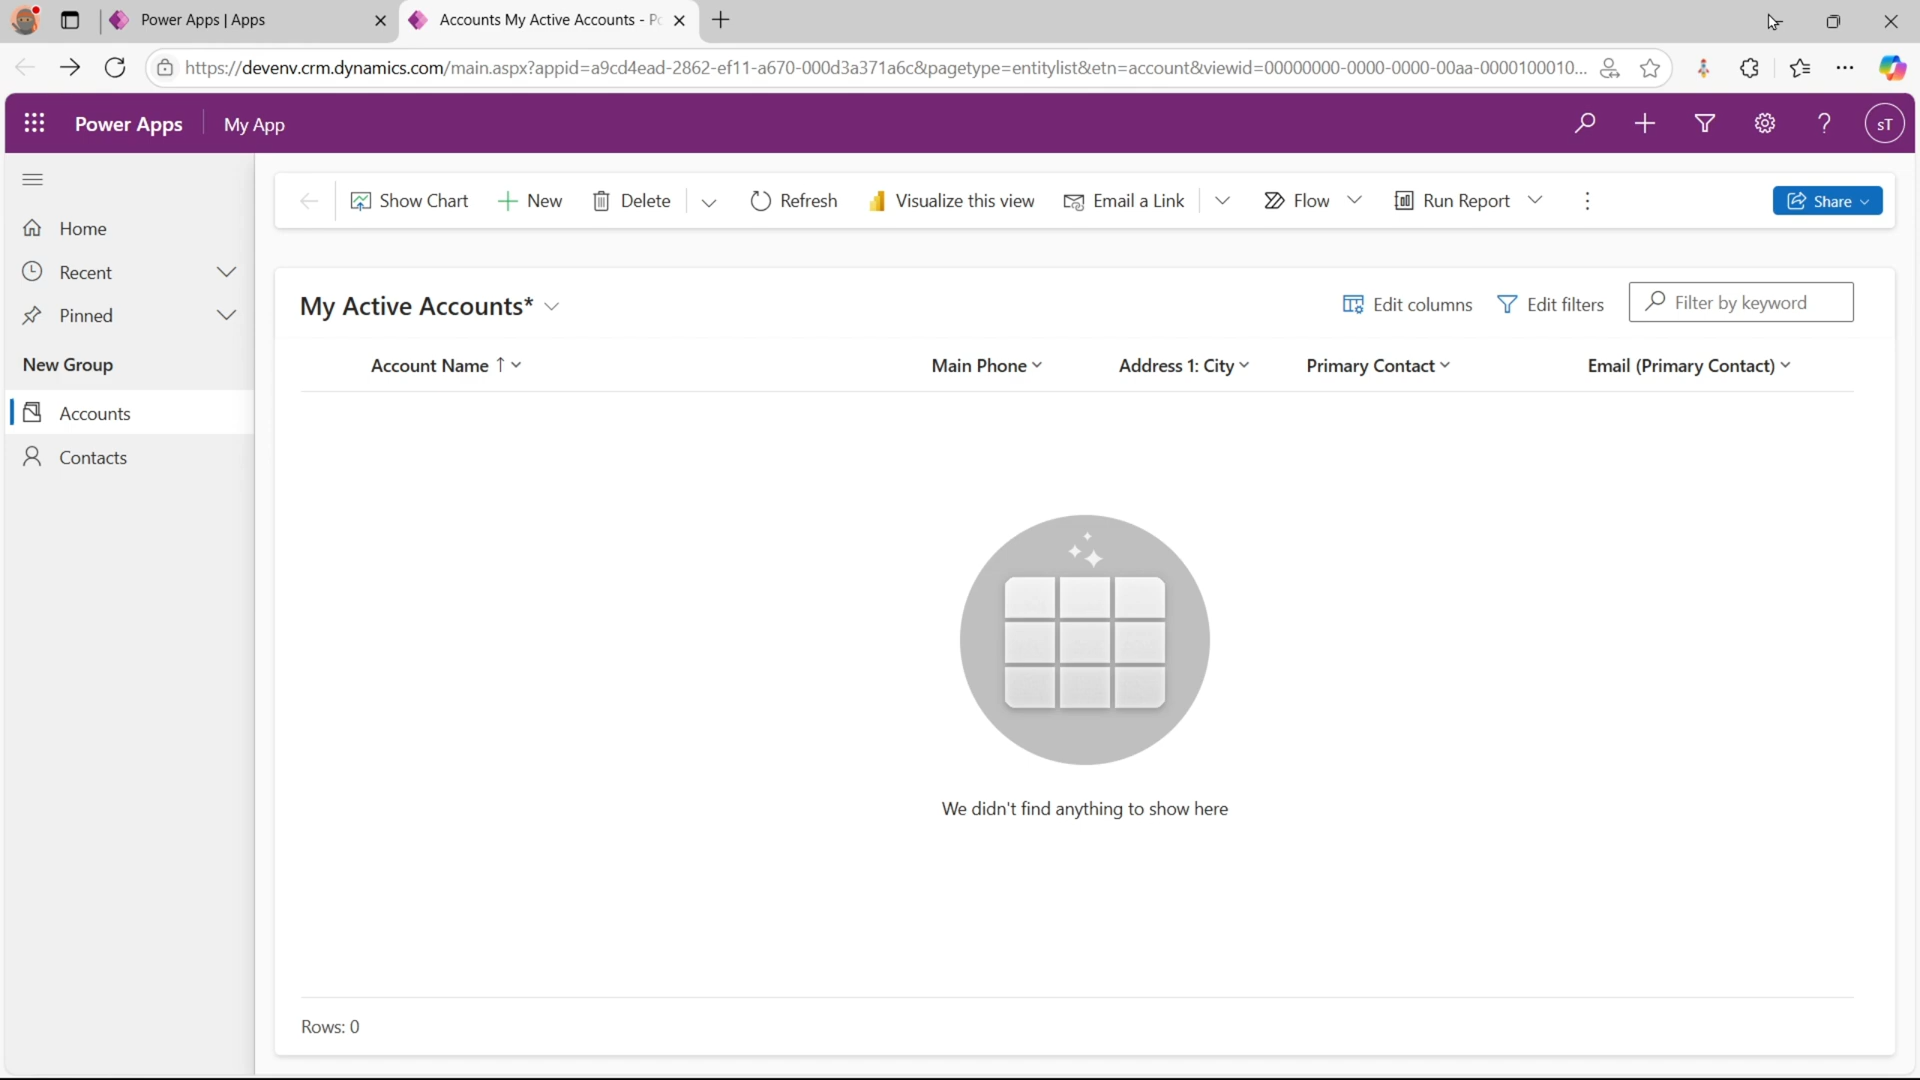 Power Apps | Apps
Accounts My Active Accounts - Po
https://devenv.crm.dynamics.com/main.aspx?appid=a9cd4ead-2862-ef11-a670-000d3a371a6c&pagetype=entitylist&etn=account&viewid=00000000-0000-0000-00aa-0000100010...
Power Apps My App
? sT
Show Chart New Delete Refresh Visualize this view Email a Link Flow Run Report Share
Home
Recent
Pinned
New Group
Accounts
Contacts
My Active Accounts*
Edit columns Edit filters Filter by keyword
Account Name ↑ Main Phone Address 1: City Primary Contact Email (Primary Contact)
We didn't find anything to show here
Rows: 0